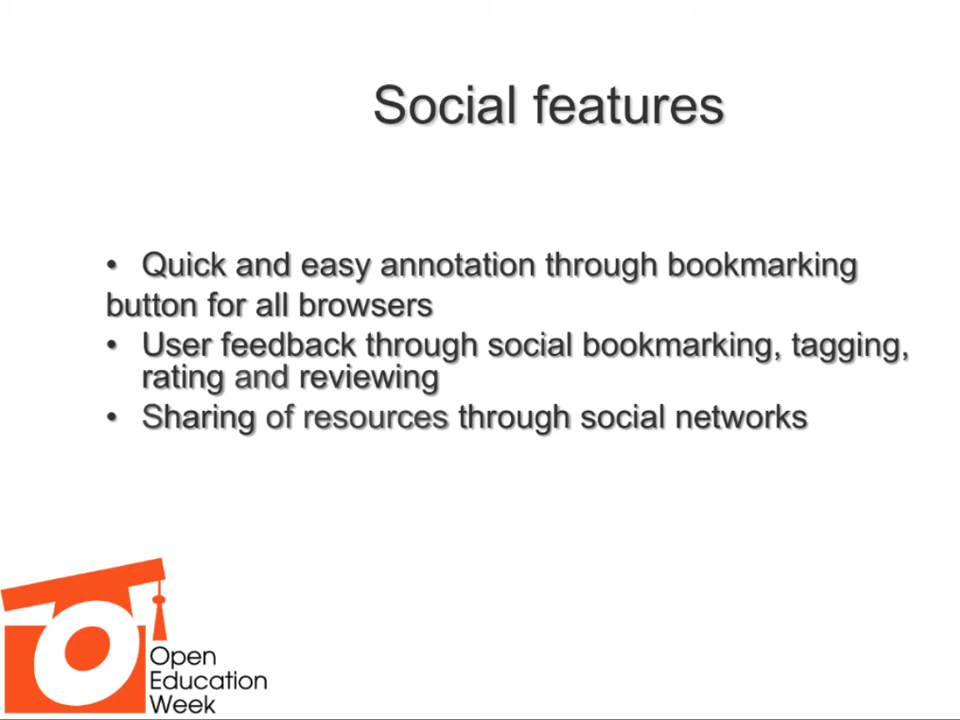 Social features
• Quick and easy annotation through bookmarking
button for all browsers
• User feedback through social bookmarking, tagging,
rating and reviewing
• Sharing of resources through social networks
Open
Education
Week